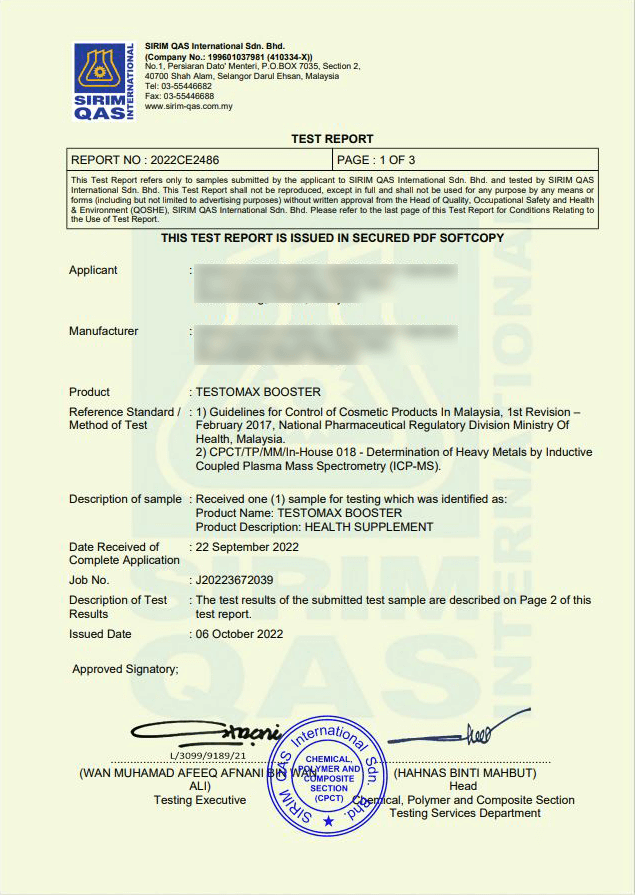 SIRIM
QAS
INTERNATIONAL
SIRIM QAS International Sdn. Bhd.
(Company No.: 199601037981 (410334-X))
No.1, Persiaran Dato' Menteri, P.O.BOX 7035, Section 2,
40700 Shah Alam, Selangor Darul Ehsan, Malaysia
Tel: 03-55446682
Fax: 03-55446688
www.sirim-qas.com.my
TEST REPORT
REPORT NO : 2022CE2486 PAGE : 1 OF 3
This Test Report refers only to samples submitted by the applicant to SIRIM QAS International Sdn. Bhd. and tested by SIRIM QAS
International Sdn. Bhd. This Test Report shall not be reproduced, except in full and shall not be used for any purpose by any means or
forms (including but not limited to advertising purposes) without written approval from the Head of Quality, Occupational Safety and Health
& Environment (QOSHE), SIRIM QAS International Sdn. Bhd. Please refer to the last page of this Test Report for Conditions Relating to
the Use of Test Report.
THIS TEST REPORT IS ISSUED IN SECURED PDF SOFTCOPY
Applicant :
Manufacturer :
Product : TESTOMAX BOOSTER
Reference Standard / : 1) Guidelines for Control of Cosmetic Products In Malaysia, 1st Revision –
Method of Test February 2017, National Pharmaceutical Regulatory Division Ministry Of
Health, Malaysia.
2) CPCT/TP/MM/In-House 018 - Determination of Heavy Metals by Inductive
Coupled Plasma Mass Spectrometry (ICP-MS).
Description of sample : Received one (1) sample for testing which was identified as:
Product Name: TESTOMAX BOOSTER
Product Description: HEALTH SUPPLEMENT
Date Received of : 22 September 2022
Complete Application
Job No. : J20223672039
Description of Test : The test results of the submitted test sample are described on Page 2 of this
Results test report.
Issued Date : 06 October 2022
Approved Signatory;
L/3099/9189/21
(WAN MUHAMAD AFEEQ AFNANI BIN WAN
ALI)
Testing Executive
SIRIM QAS International Sdn. Bhd.
CHEMICAL,
POLYMER AND
COMPOSITE
SECTION
(CPCT)
(HAHNAS BINTI MAHBUT)
Head
Chemical, Polymer and Composite Section
Testing Services Department
SIRIM
QAS
INTERNATIONAL